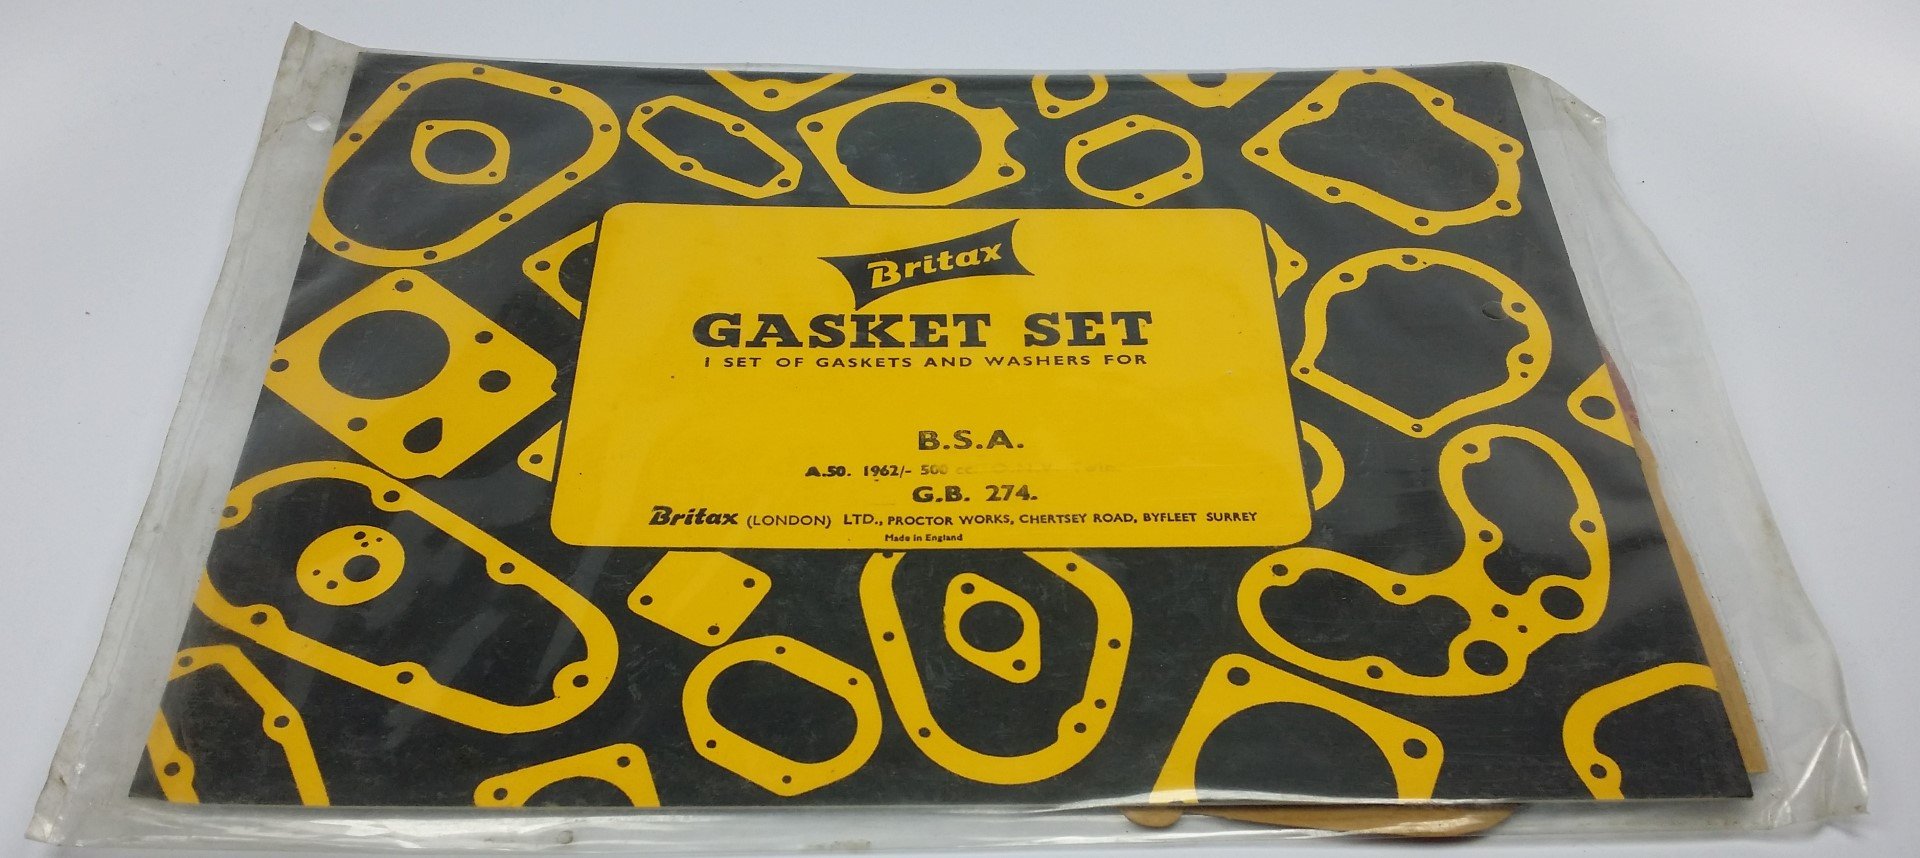 Britax
GASKET SET
1 SET OF GASKETS AND WASHERS FOR
B.S.A.
A.50. 1962/- 500 cc. O.H.V. Twin
G.B. 274.
Britax (LONDON) LTD., PROCTOR WORKS, CHERTSEY ROAD, BYFLEET SURREY
Made in England